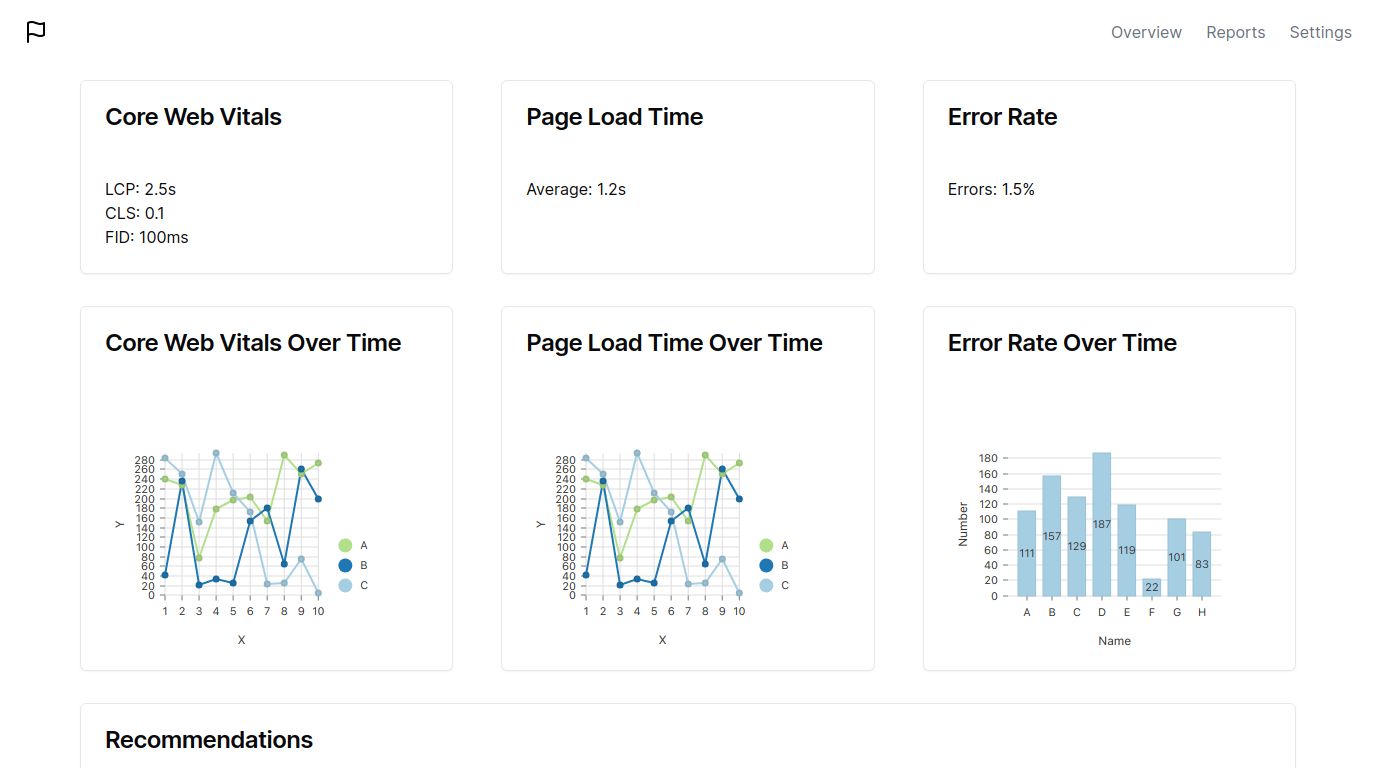 Overview Reports Settings
Core Web Vitals
LCP: 2.5s
CLS: 0.1
FID: 100ms
Page Load Time
Average: 1.2s
Error Rate
Errors: 1.5%
Core Web Vitals Over Time
280
260
240
220
200
180
160
140
120
100
80
60
40
20
0
Y
1 2 3 4 5 6 7 8 9 10
X
A
B
C
Page Load Time Over Time
280
260
240
220
200
180
160
140
120
100
80
60
40
20
0
Y
1 2 3 4 5 6 7 8 9 10
X
A
B
C
Error Rate Over Time
180
160
140
120
100
80
60
40
20
0
Number
111 157 129 187 119 22 101 83
A B C D E F G H
Name
Recommendations